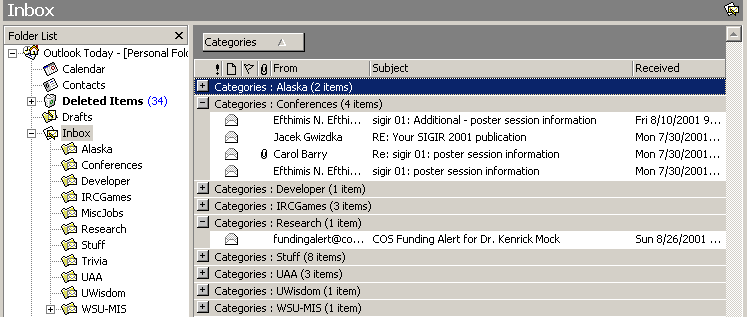 Inbox
Folder List
Outlook Today - [Personal Fol
Calendar
Contacts
Deleted Items (34)
Drafts
Inbox
Alaska
Conferences
Developer
IRCGames
MiscJobs
Research
Stuff
Trivia
UAA
UWisdom
WSU-MIS
Categories
! From Subject Received
Categories : Alaska (2 items)
Categories : Conferences (4 items)
Efthimis N. Efthi... sigir 01: Additional - poster session information Fri 8/10/2001 9...
Jacek Gwizdka RE: Your SIGIR 2001 publication Mon 7/30/2001...
Carol Barry Re: sigir 01: poster session information Mon 7/30/2001...
Efthimis N. Efthi... sigir 01: poster session information Mon 7/30/2001...
Categories : Developer (1 item)
Categories : IRCGames (3 items)
Categories : Research (1 item)
fundingalert@co... COS Funding Alert for Dr. Kenrick Mock Sun 8/26/2001 ...
Categories : Stuff (8 items)
Categories : UAA (3 items)
Categories : UWisdom (1 item)
Categories : WSU-MIS (1 item)